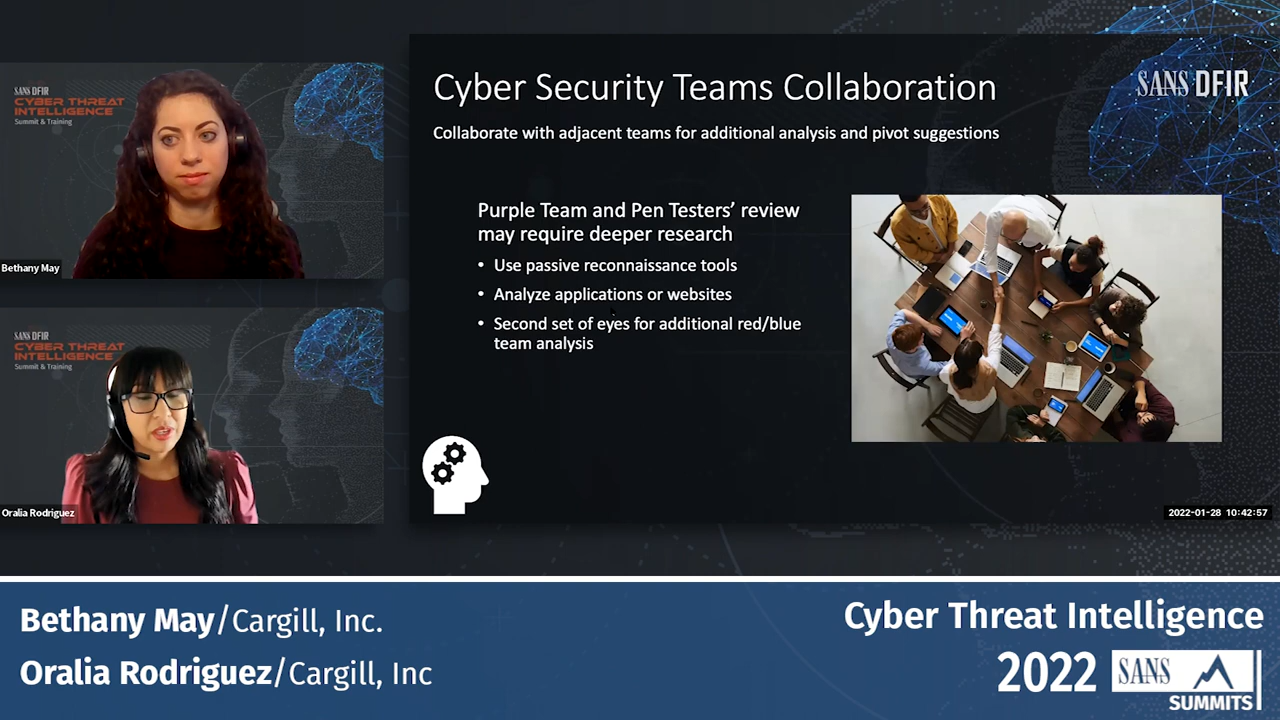 SANS DFIR
CYBER THREAT
INTELLIGENCE
Summit & Training
Bethany May
SANS DFIR
CYBER THREAT
INTELLIGENCE
Summit & Training
Oralia Rodriguez
Cyber Security Teams Collaboration
SANS DFIR
Collaborate with adjacent teams for additional analysis and pivot suggestions
Purple Team and Pen Testers’ review
may require deeper research
• Use passive reconnaissance tools
• Analyze applications or websites
• Second set of eyes for additional red/blue
team analysis
2022-01-28 10:42:57
Bethany May/Cargill, Inc.
Oralia Rodriguez/Cargill, Inc
Cyber Threat Intelligence
2022 SANS
SUMMITS